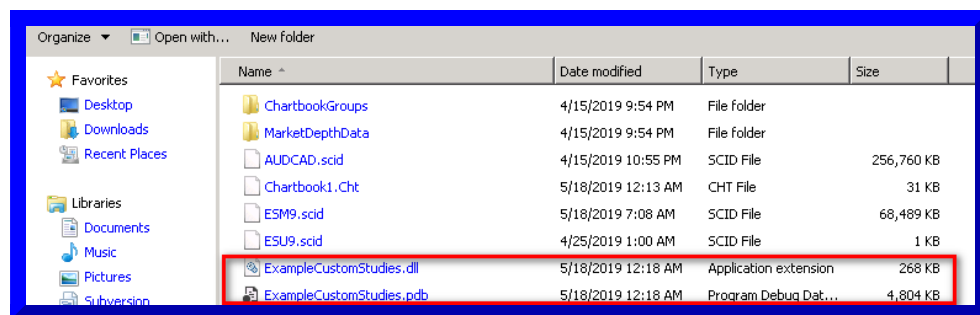 Organize Open with... New folder
Favorites
Desktop
Downloads
Recent Places
Libraries
Documents
Music
Pictures
Subversion
Name Date modified Type Size
ChartbookGroups 4/15/2019 9:54 PM File folder
MarketDepthData 4/15/2019 9:54 PM File folder
AUDCAD.scid 4/15/2019 10:55 PM SCID File 256,760 KB
Chartbook1.Cht 5/18/2019 12:13 AM CHT File 31 KB
ESM9.scid 5/18/2019 7:08 AM SCID File 68,489 KB
ESU9.scid 4/25/2019 1:00 AM SCID File 1 KB
ExampleCustomStudies.dll 5/18/2019 12:18 AM Application extension 268 KB
ExampleCustomStudies.pdb 5/18/2019 12:18 AM Program Debug Dat... 4,804 KB